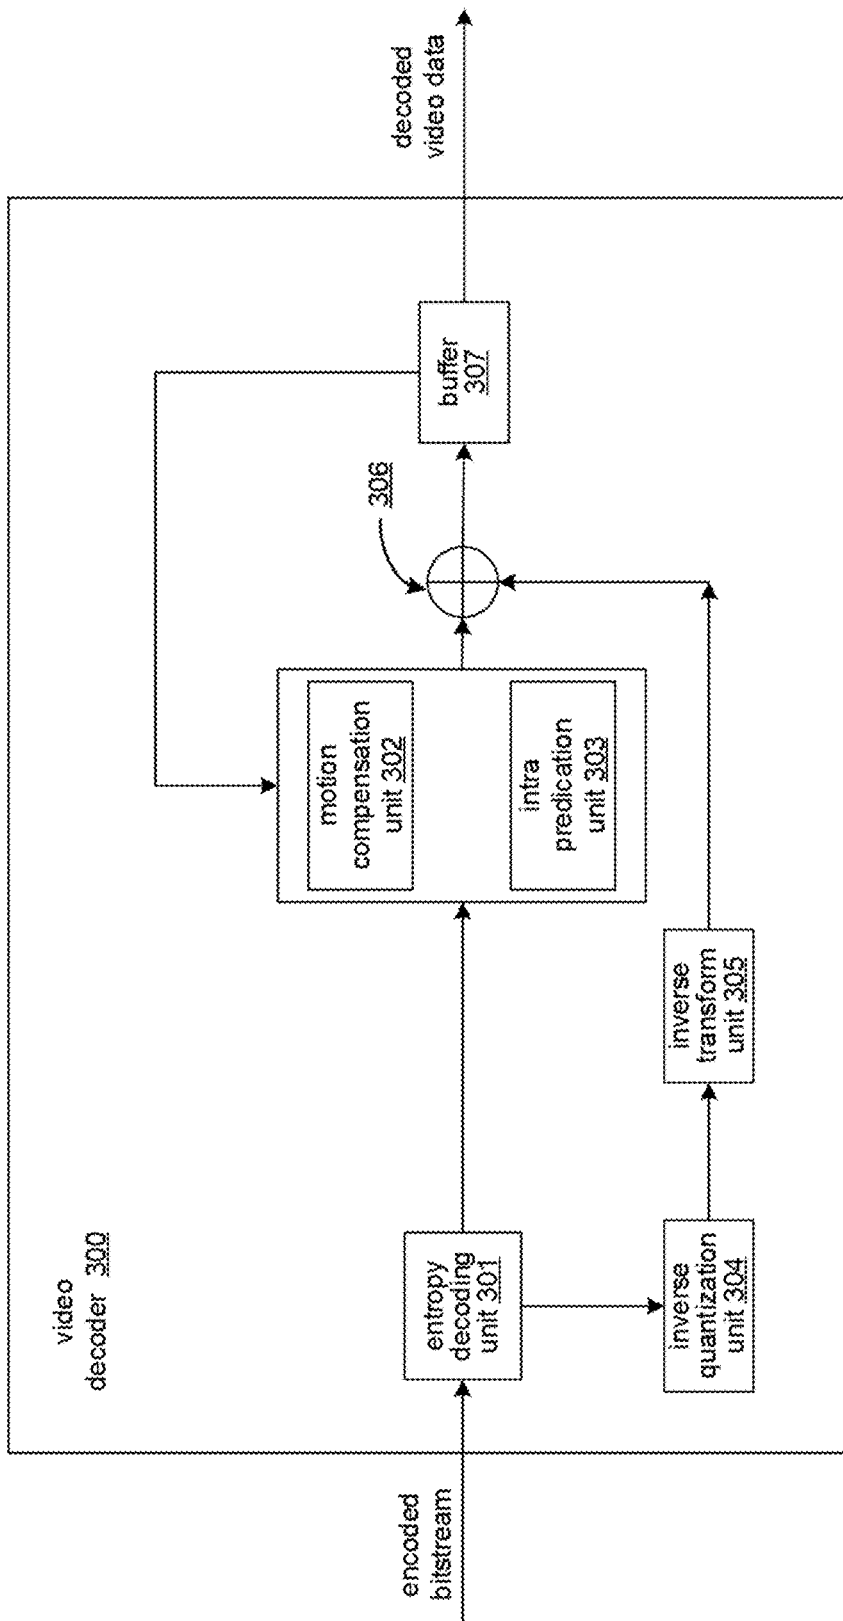 video
decoder 300
encoded
bitstream
entropy
decoding
unit 301
inverse
quantization
unit 304
inverse
transform
unit 305
motion
compensation
unit 302
intra
predication
unit 303
306
buffer
307
decoded
video data